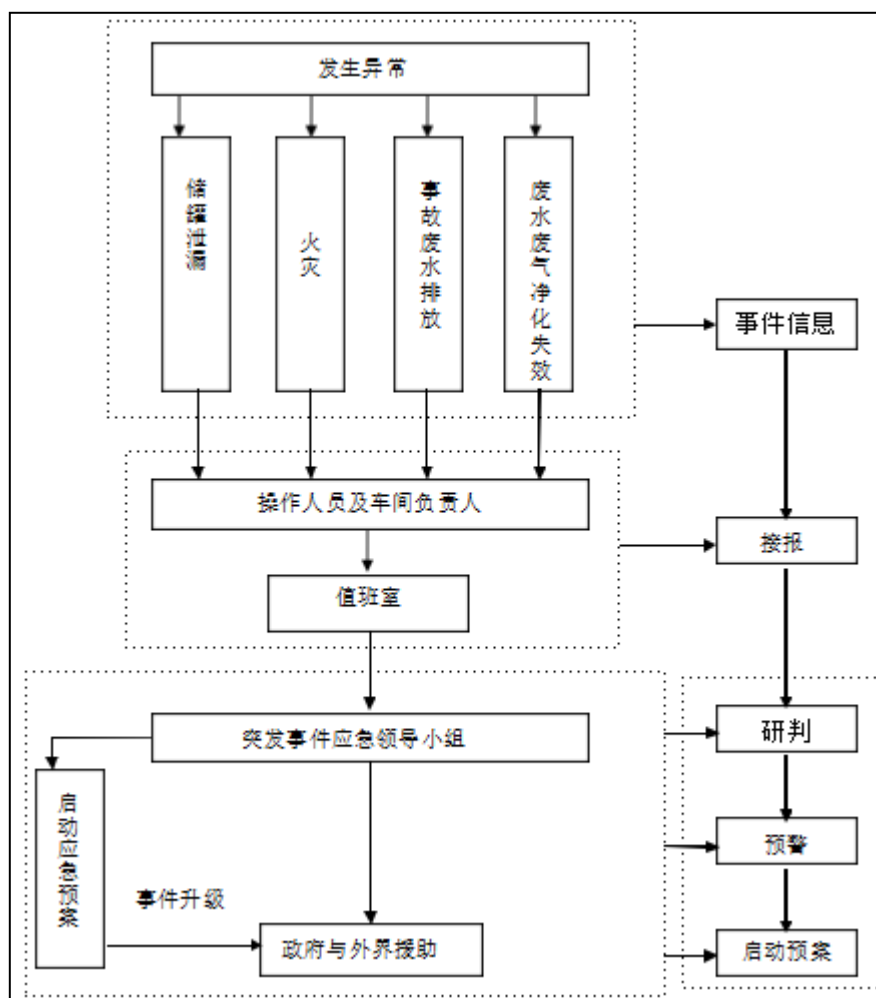 发生异常
储罐泄漏
火灾
事故废水排放
废水废气净化失效
事件信息
操作人员及车间负责人
接报
值班室
突发事件应急领导小组
研判
启动应急预案
预警
事件升级
政府与外界援助
启动预案